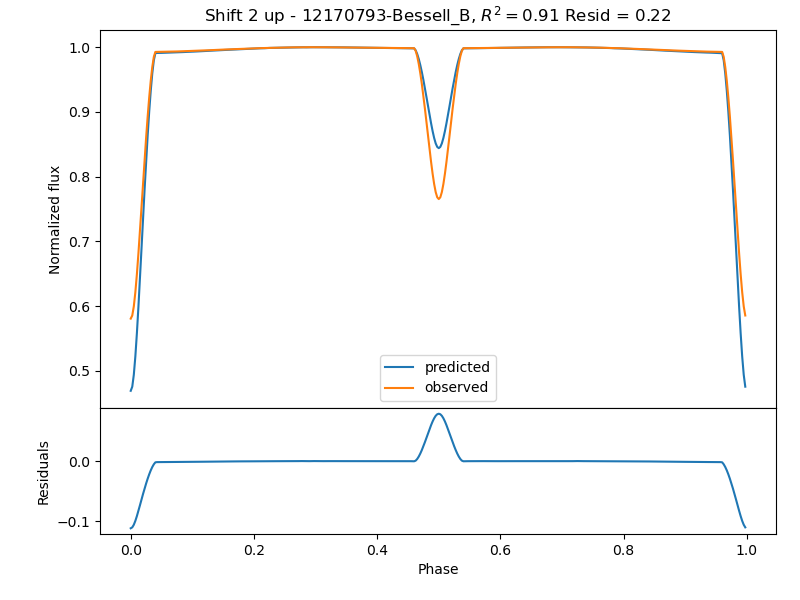 Shift 2 up - 12170793-Bessell_B, R² = 0.91 Resid = 0.22
1.0
0.9
0.8
0.7
0.6
0.5
Normalized flux
predicted
observed
0.0
−0.1
Residuals
0.0 0.2 0.4 0.6 0.8 1.0
Phase